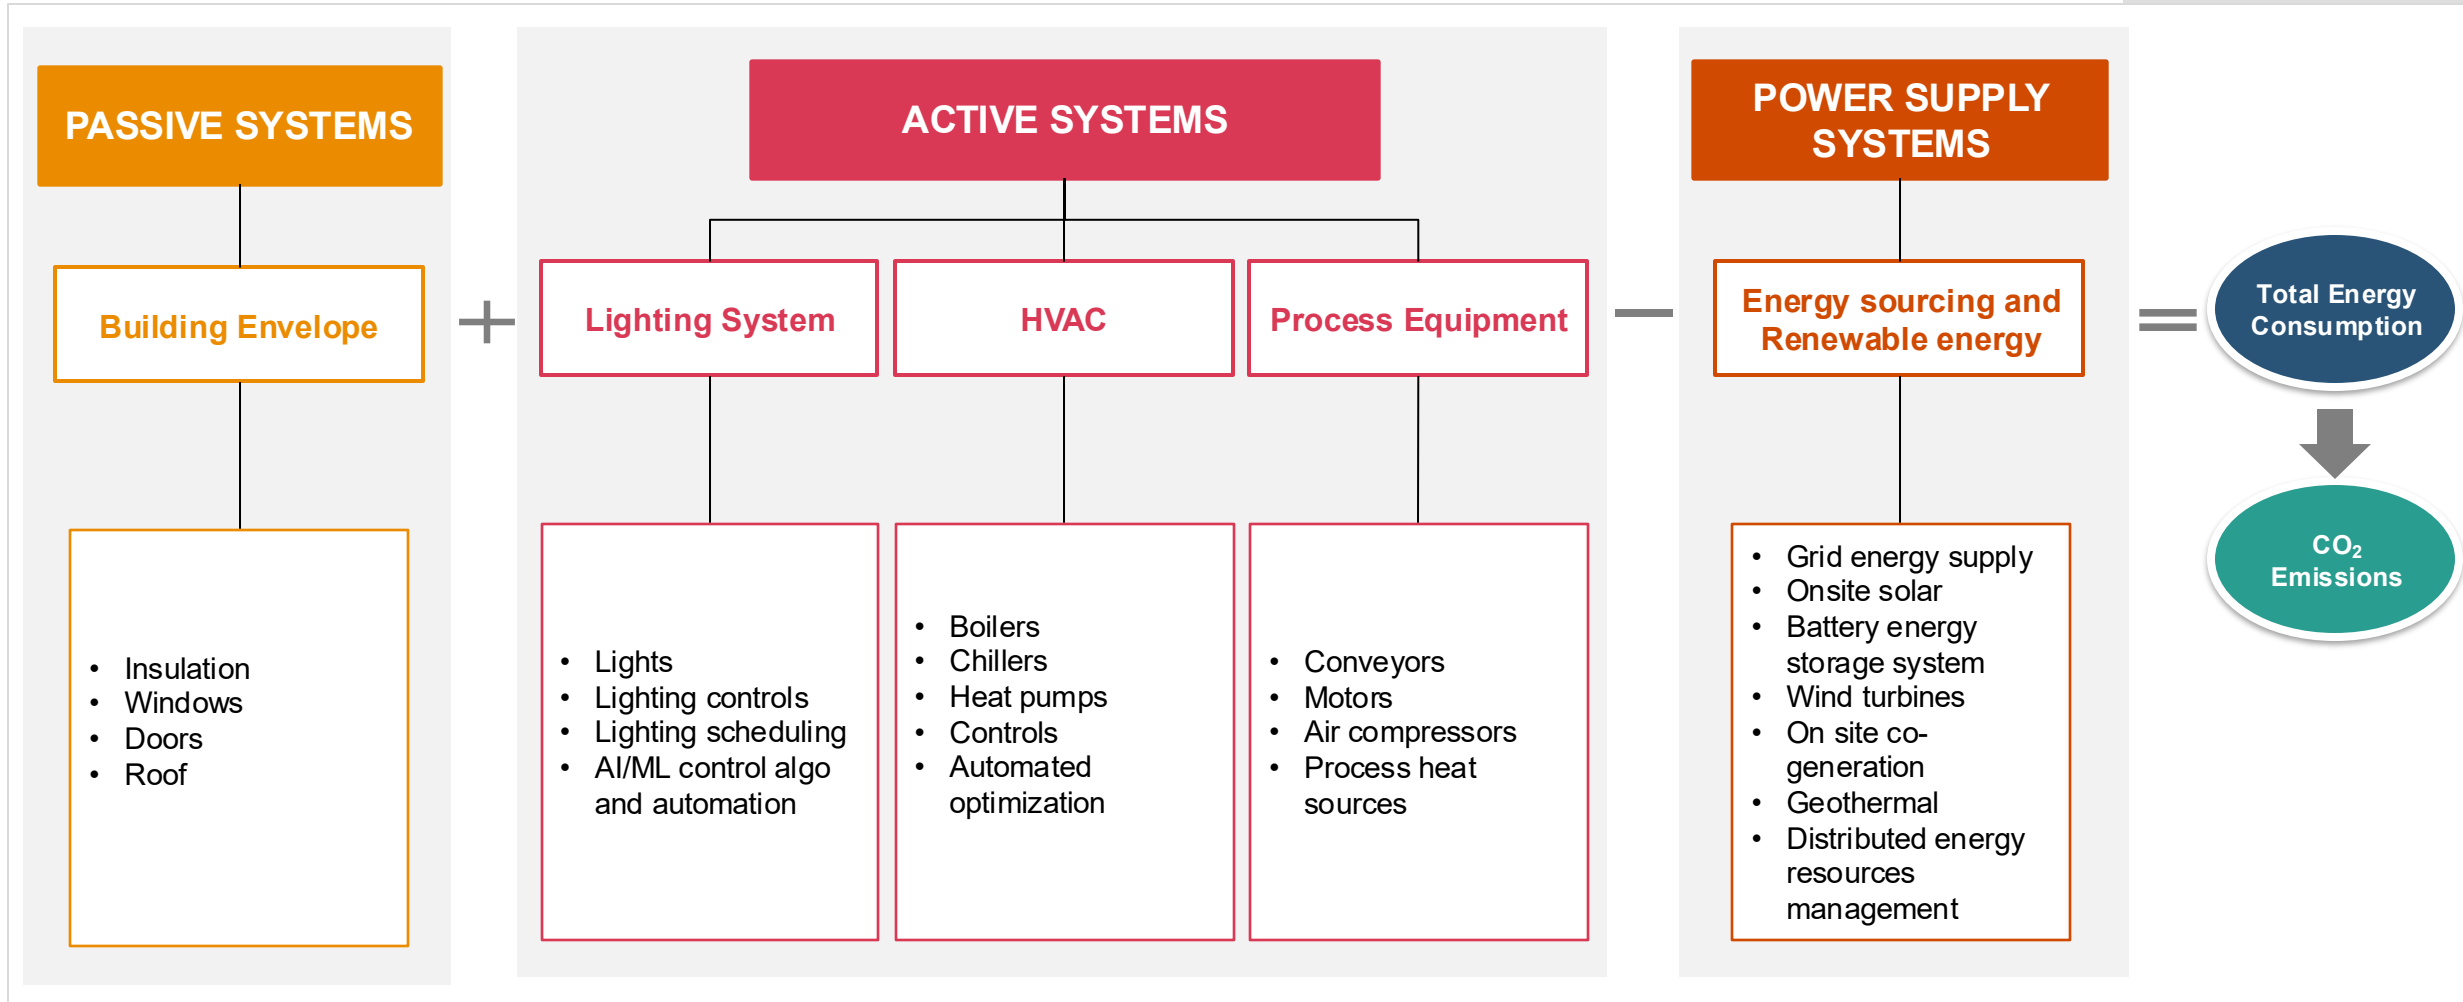 PASSIVE SYSTEMS
Building Envelope
• Insulation
• Windows
• Doors
• Roof
+
ACTIVE SYSTEMS
Lighting System
• Lights
• Lighting controls
• Lighting scheduling
• AI/ML control algo
and automation
HVAC
• Boilers
• Chillers
• Heat pumps
• Controls
• Automated
optimization
Process Equipment
• Conveyors
• Motors
• Air compressors
• Process heat
sources
—
POWER SUPPLY
SYSTEMS
Energy sourcing and
Renewable energy
• Grid energy supply
• Onsite solar
• Battery energy
storage system
• Wind turbines
• On site co-
generation
• Geothermal
• Distributed energy
resources
management
=
Total Energy
Consumption
CO₂
Emissions